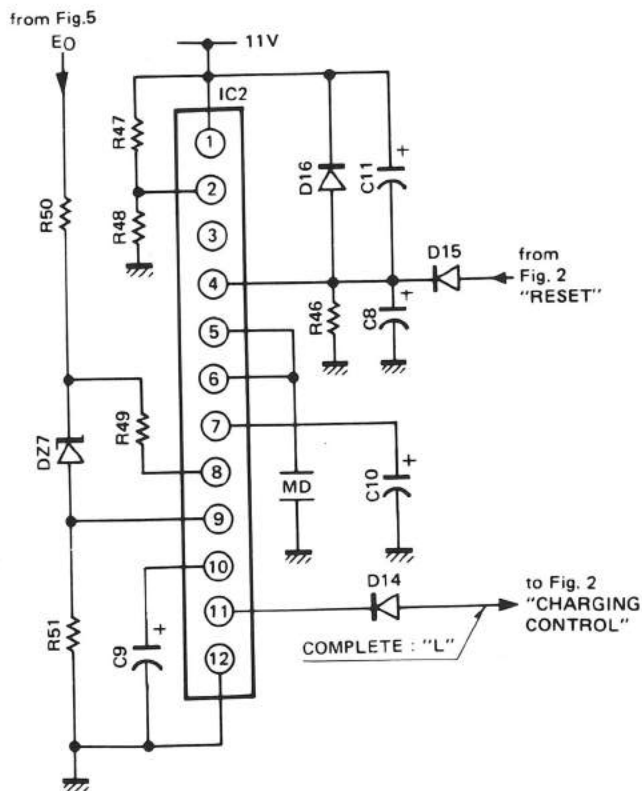 from Fig.5
EO
11V
IC2
R47
R48
R50
R49
DZ7
R51
C9
+
1
2
3
4
5
6
7
8
9
10
11
12
D16
C11
+
D15
from
Fig. 2
"RESET"
R46
C8
+
MD
C10
+
D14
to Fig. 2
"CHARGING
CONTROL"
COMPLETE : "L"